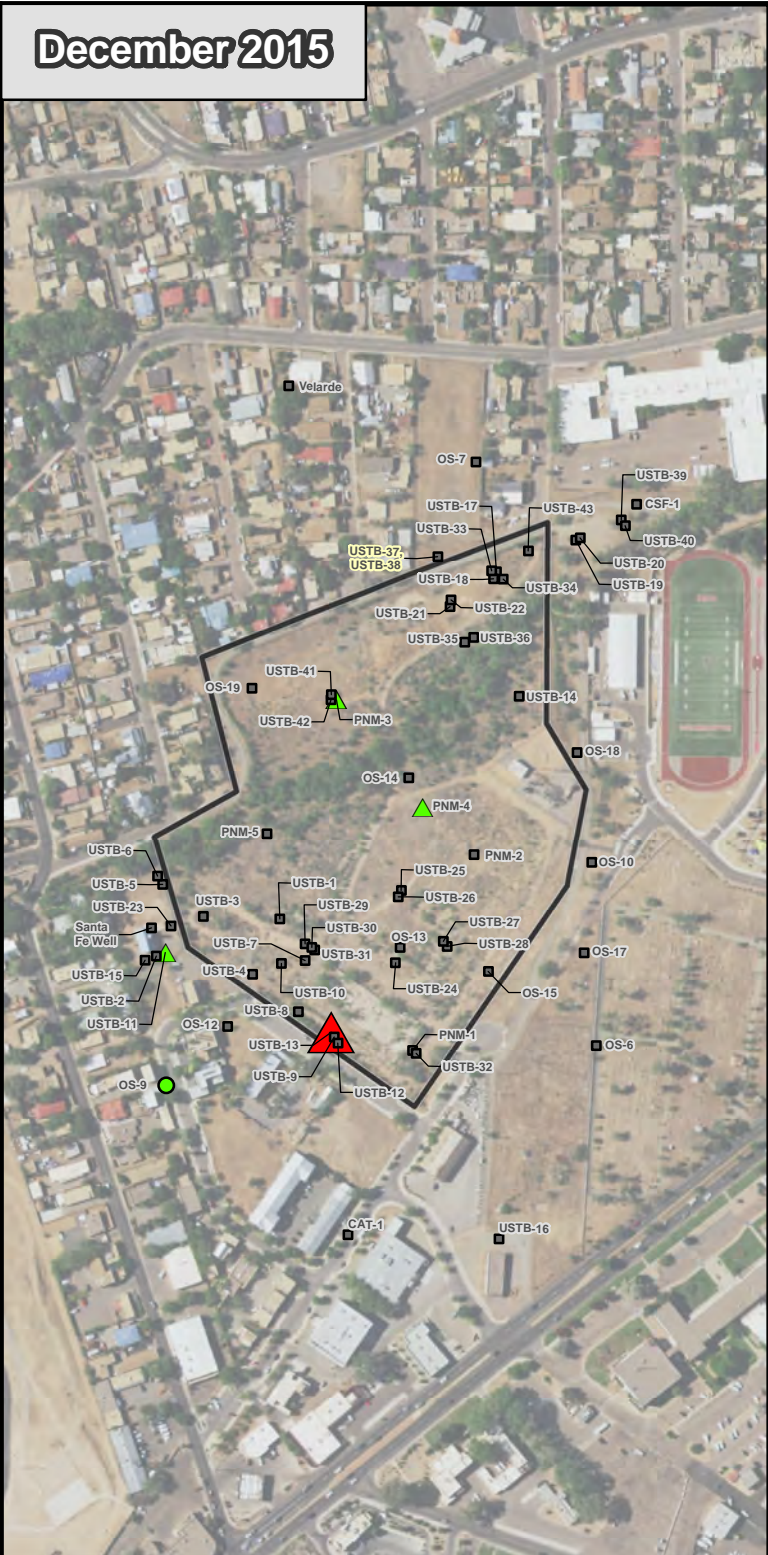 December 2015
Velarde
OS-7
USTB-39
CSF-1
USTB-17
USTB-43
USTB-33
USTB-40
USTB-37,
USTB-38
USTB-20
USTB-18
USTB-34
USTB-19
USTB-22
USTB-21
USTB-35
USTB-36
USTB-41
OS-19
USTB-14
USTB-42
PNM-3
OS-18
OS-14
PNM-4
PNM-5
USTB-6
PNM-2
OS-10
USTB-5
USTB-25
USTB-1
USTB-26
USTB-3
USTB-29
USTB-23
Santa
Fe Well
USTB-30
USTB-27
OS-13
USTB-7
USTB-28
USTB-31
OS-17
USTB-4
USTB-15
USTB-10
USTB-24
OS-15
USTB-2
USTB-8
USTB-11
OS-12
PNM-1
USTB-13
OS-6
USTB-32
USTB-9
OS-9
USTB-12
CAT-1
USTB-16